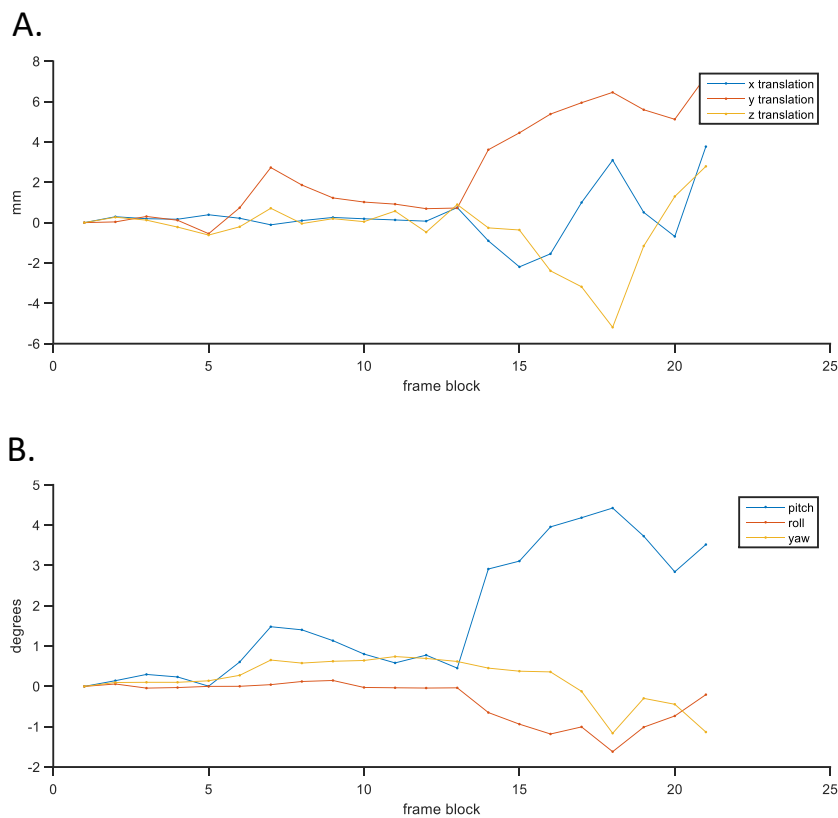 A.
8
6
4
2
0
-2
-4
-6
mm
x translation
y translation
z translation
0 5 10 15 20 25
frame block
B.
5
4
3
2
1
0
-1
-2
degrees
pitch
roll
yaw
0 5 10 15 20 25
frame block